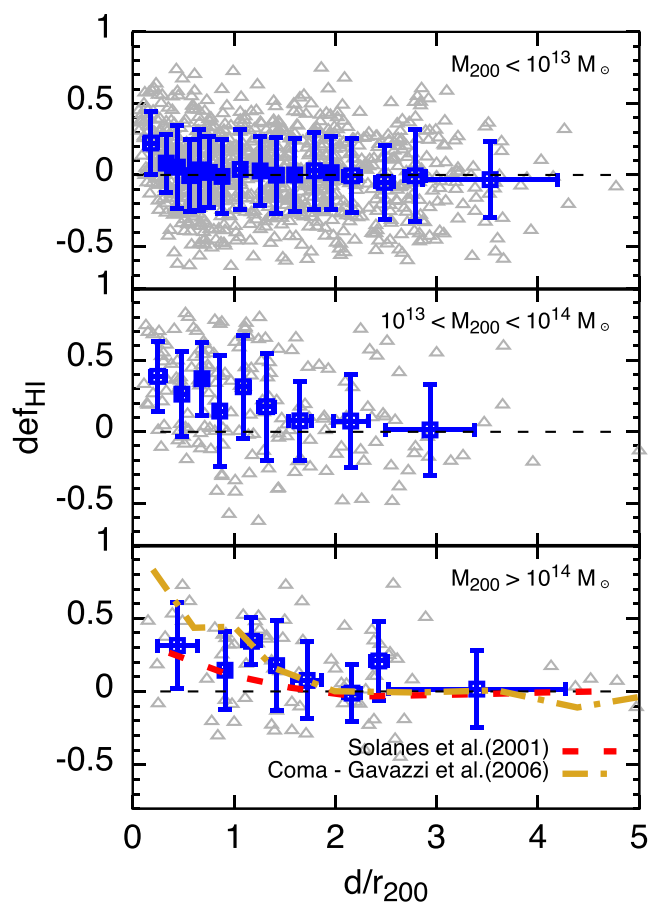 1
M200 < 10^13 M⊙
0.5
0
-0.5
1
10^13 < M200 < 10^14 M⊙
0.5
0
-0.5
defHI
1
M200 > 10^14 M⊙
0.5
0
-0.5
Solanes et al.(2001)
Coma - Gavazzi et al.(2006)
0 1 2 3 4 5
d/r200